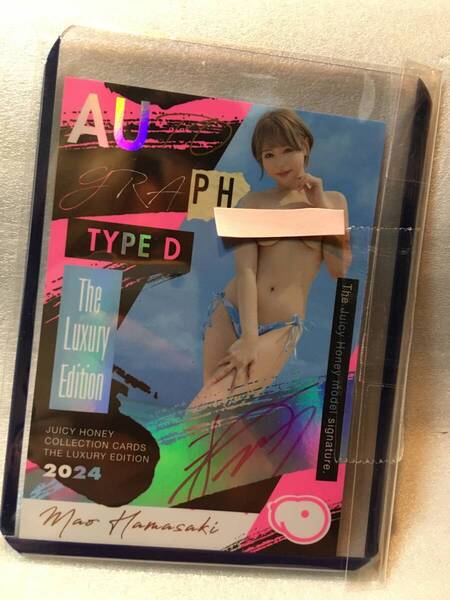 AUTO
GRAPH
TYPE D
The
Luxury
Edition
The Juicy Honey model signature.
JUICY HONEY
COLLECTION CARDS
THE LUXURY EDITION
2024
Mao Hamasaki